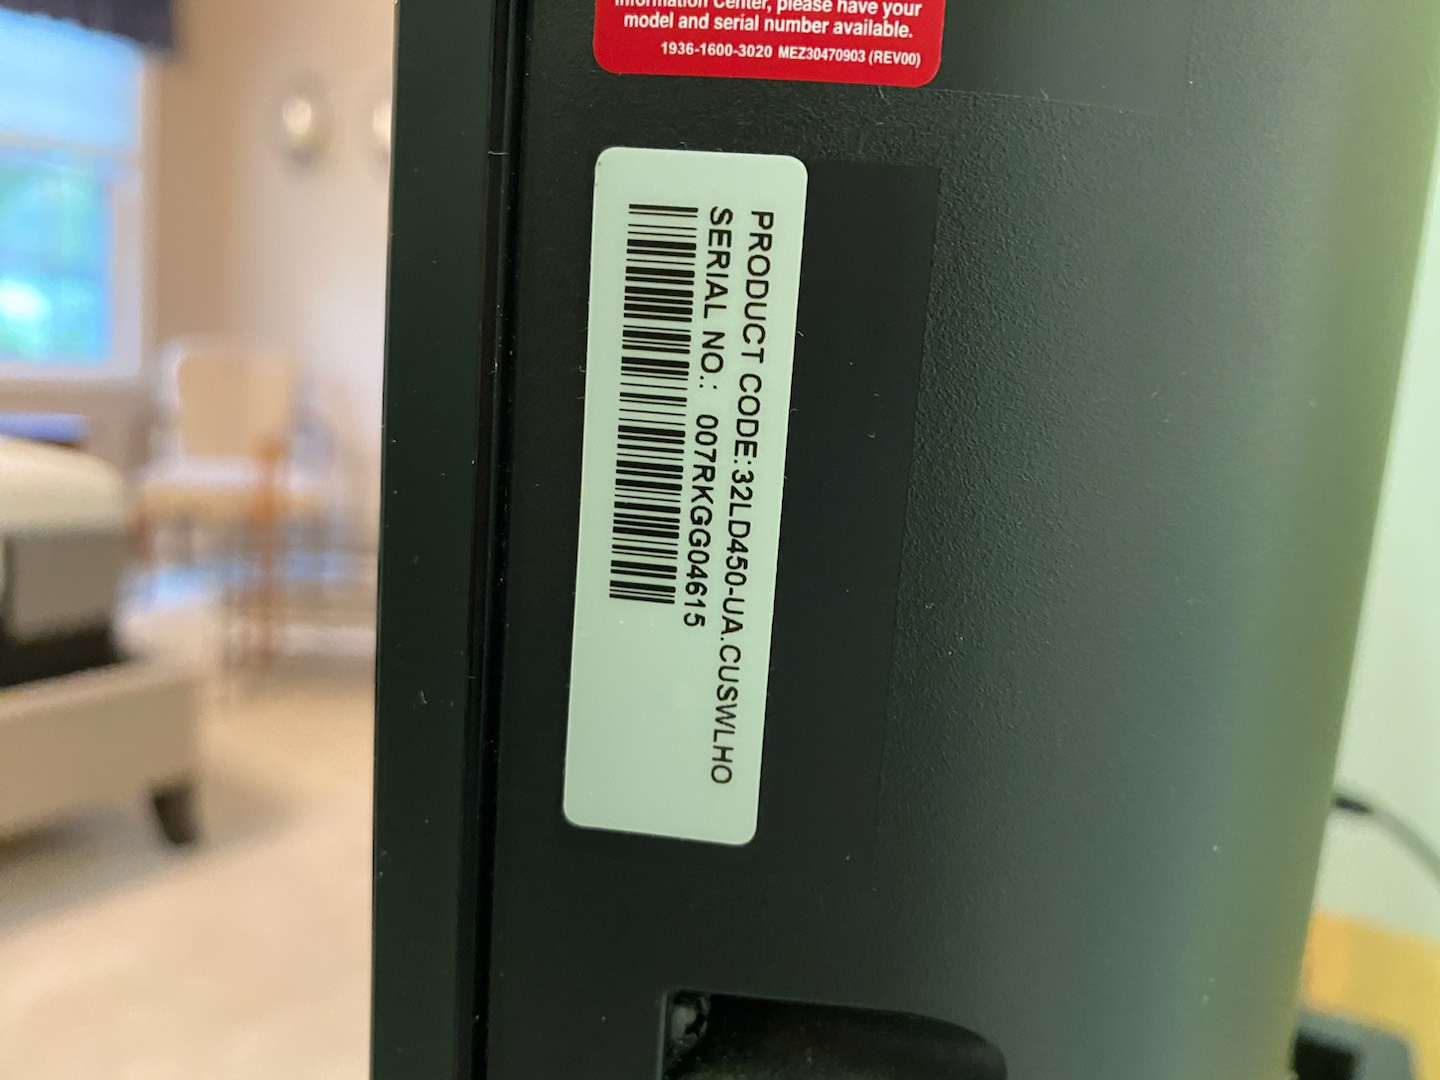 Information Center, please have your
model and serial number available.
1936-1600-3020 MEZ30470903 (REV00)
PRODUCT CODE:32LD450-UA.CUSWLHO
SERIAL NO.: 007RKGG04615